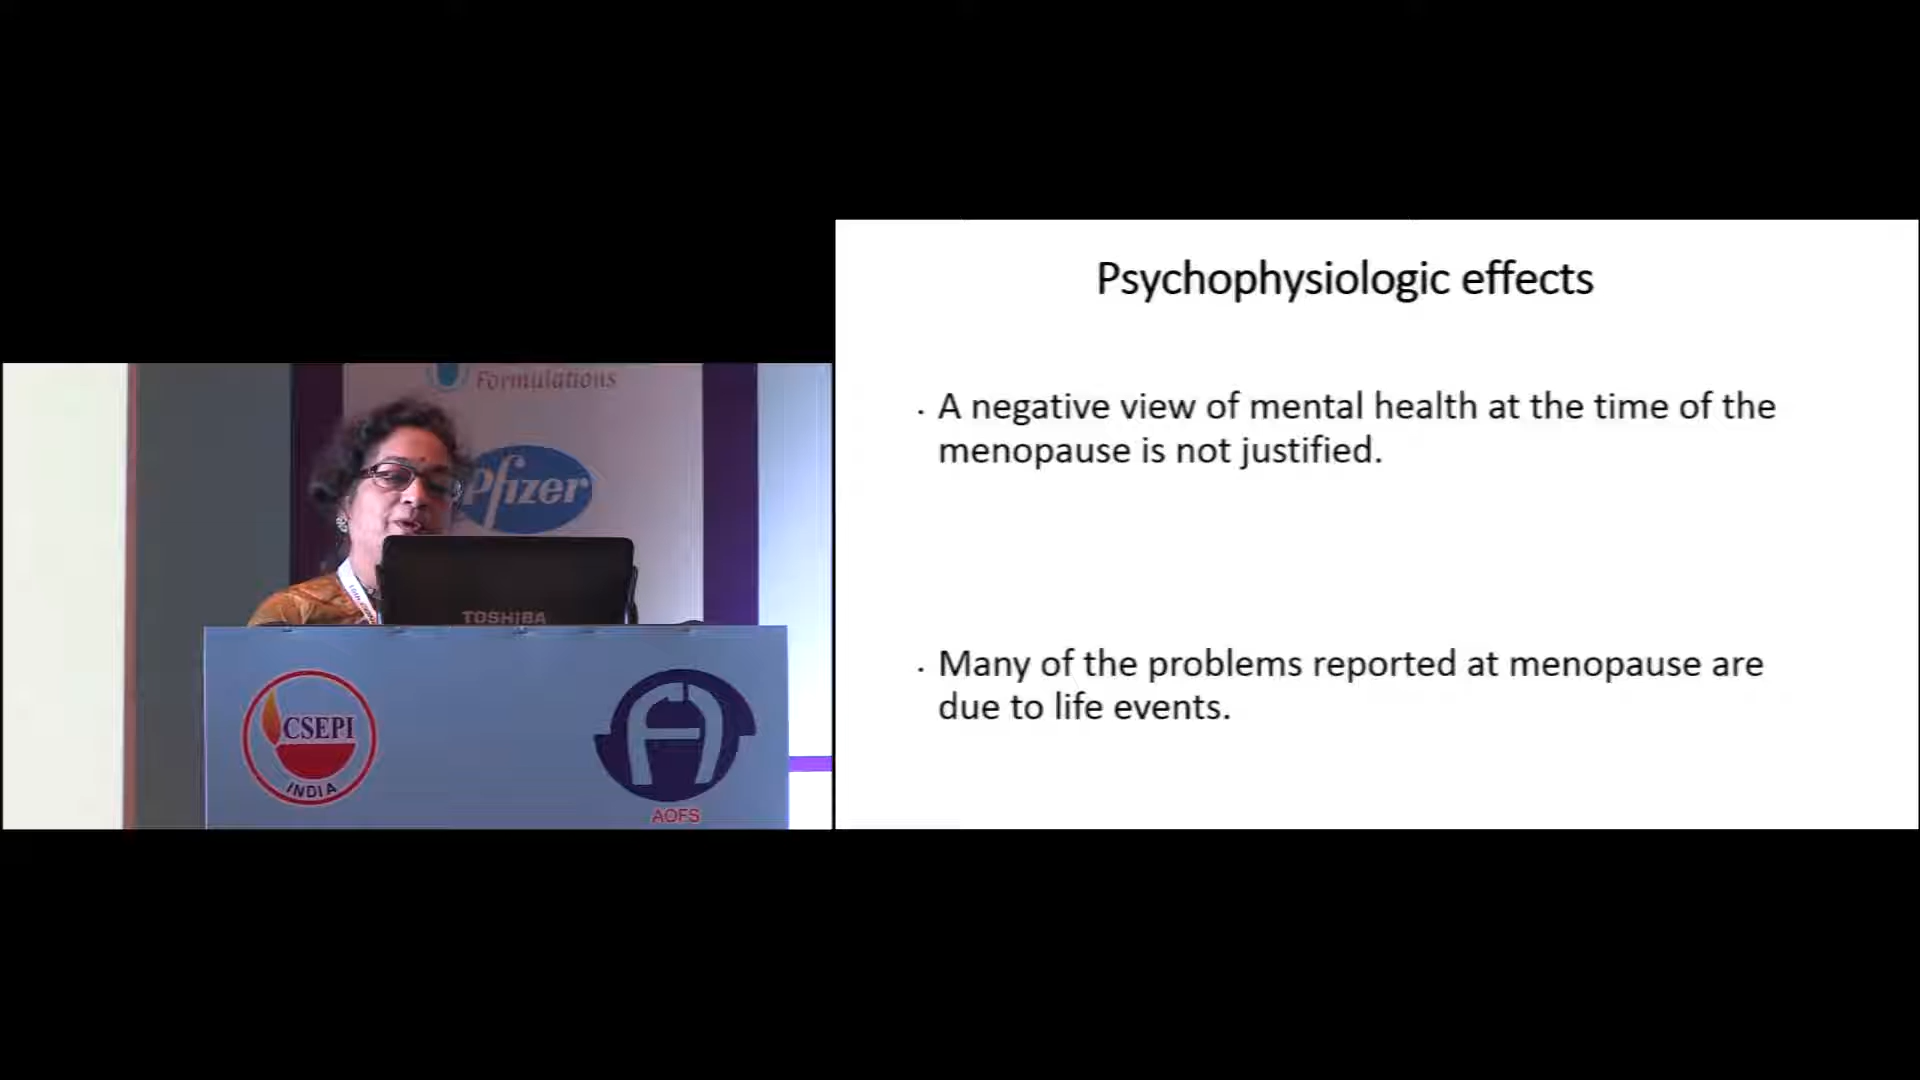 Formulations
Pfizer
TOSHIBA
CSEPI
INDIA
AOFS
Psychophysiologic effects
· A negative view of mental health at the time of the
menopause is not justified.
· Many of the problems reported at menopause are
due to life events.